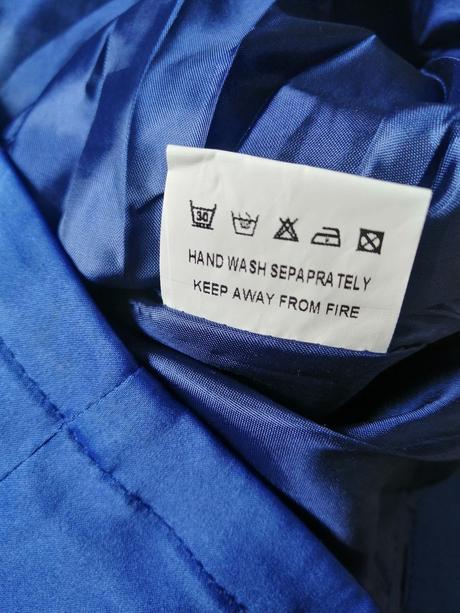 30
HAND WASH SEPAPRATELY
KEEP AWAY FROM FIRE